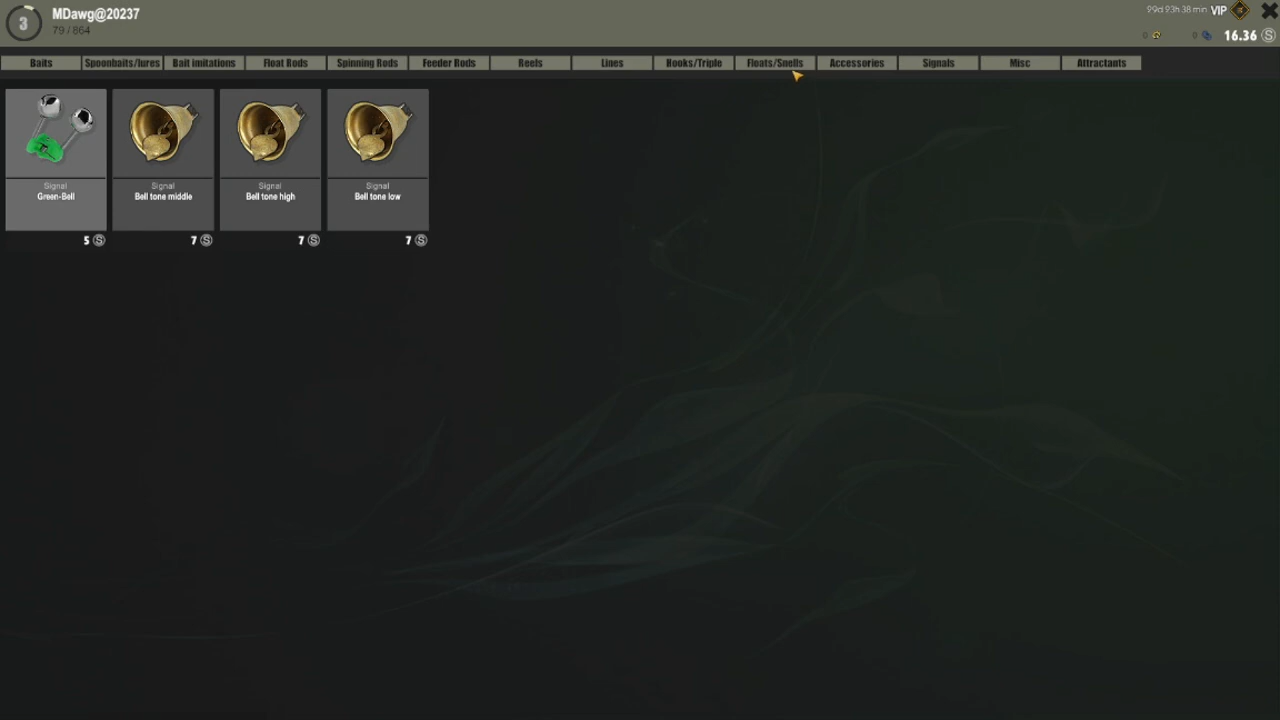 3
MDawg@20237
79 / 864
VIP
0
0
16.36 S
Baits
Spoonbaits/lures
Bait imitations
Float Rods
Spinning Rods
Feeder Rods
Reels
Lines
Hooks/Triple
Floats/Snells
Accessories
Signals
Misc
Attractants
Signal
Green-Bell
5 S
Signal
Bell tone middle
7 S
Signal
Bell tone high
7 S
Signal
Bell tone low
7 S